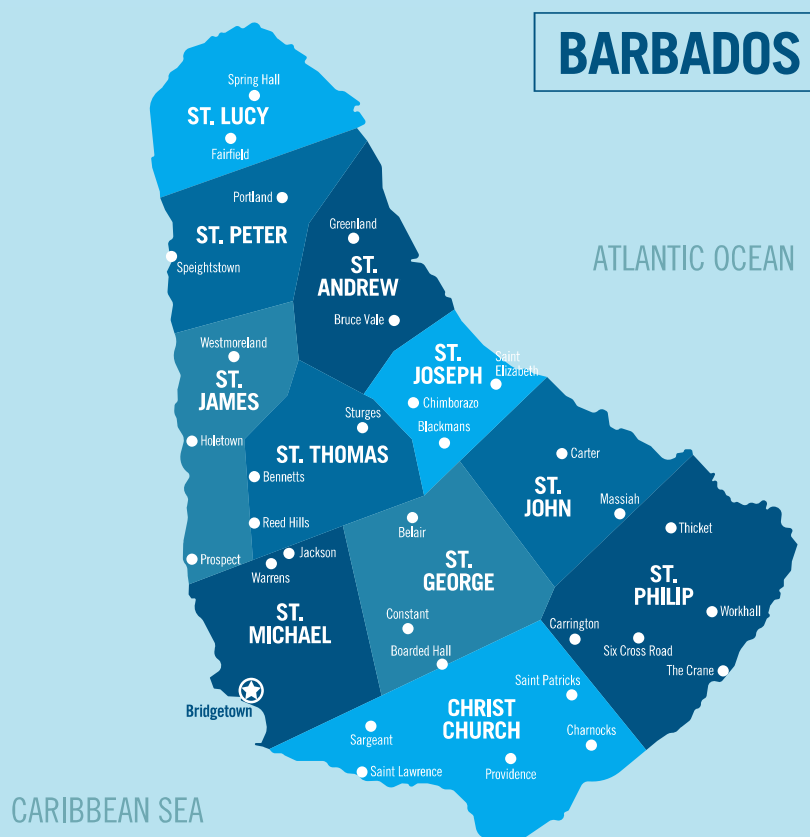 BARBADOS
Spring Hall
ST. LUCY
Fairfield
Portland
ST. PETER
Speightstown
Greenland
ST.
ANDREW
Bruce Vale
ATLANTIC OCEAN
Westmoreland
ST.
JAMES
Holetown
Prospect
ST.
JOSEPH
Saint
Elizabeth
Chimborazo
Blackmans
Sturges
ST. THOMAS
Bennetts
Reed Hills
Carter
ST.
JOHN
Massiah
Belair
ST.
GEORGE
Constant
Boarded Hall
Jackson
Warrens
ST.
MICHAEL
Bridgetown
Thicket
ST.
PHILIP
Workhall
Carrington
Six Cross Road
The Crane
Saint Patricks
CHRIST
CHURCH
Charnocks
Sargeant
Saint Lawrence
Providence
CARIBBEAN SEA